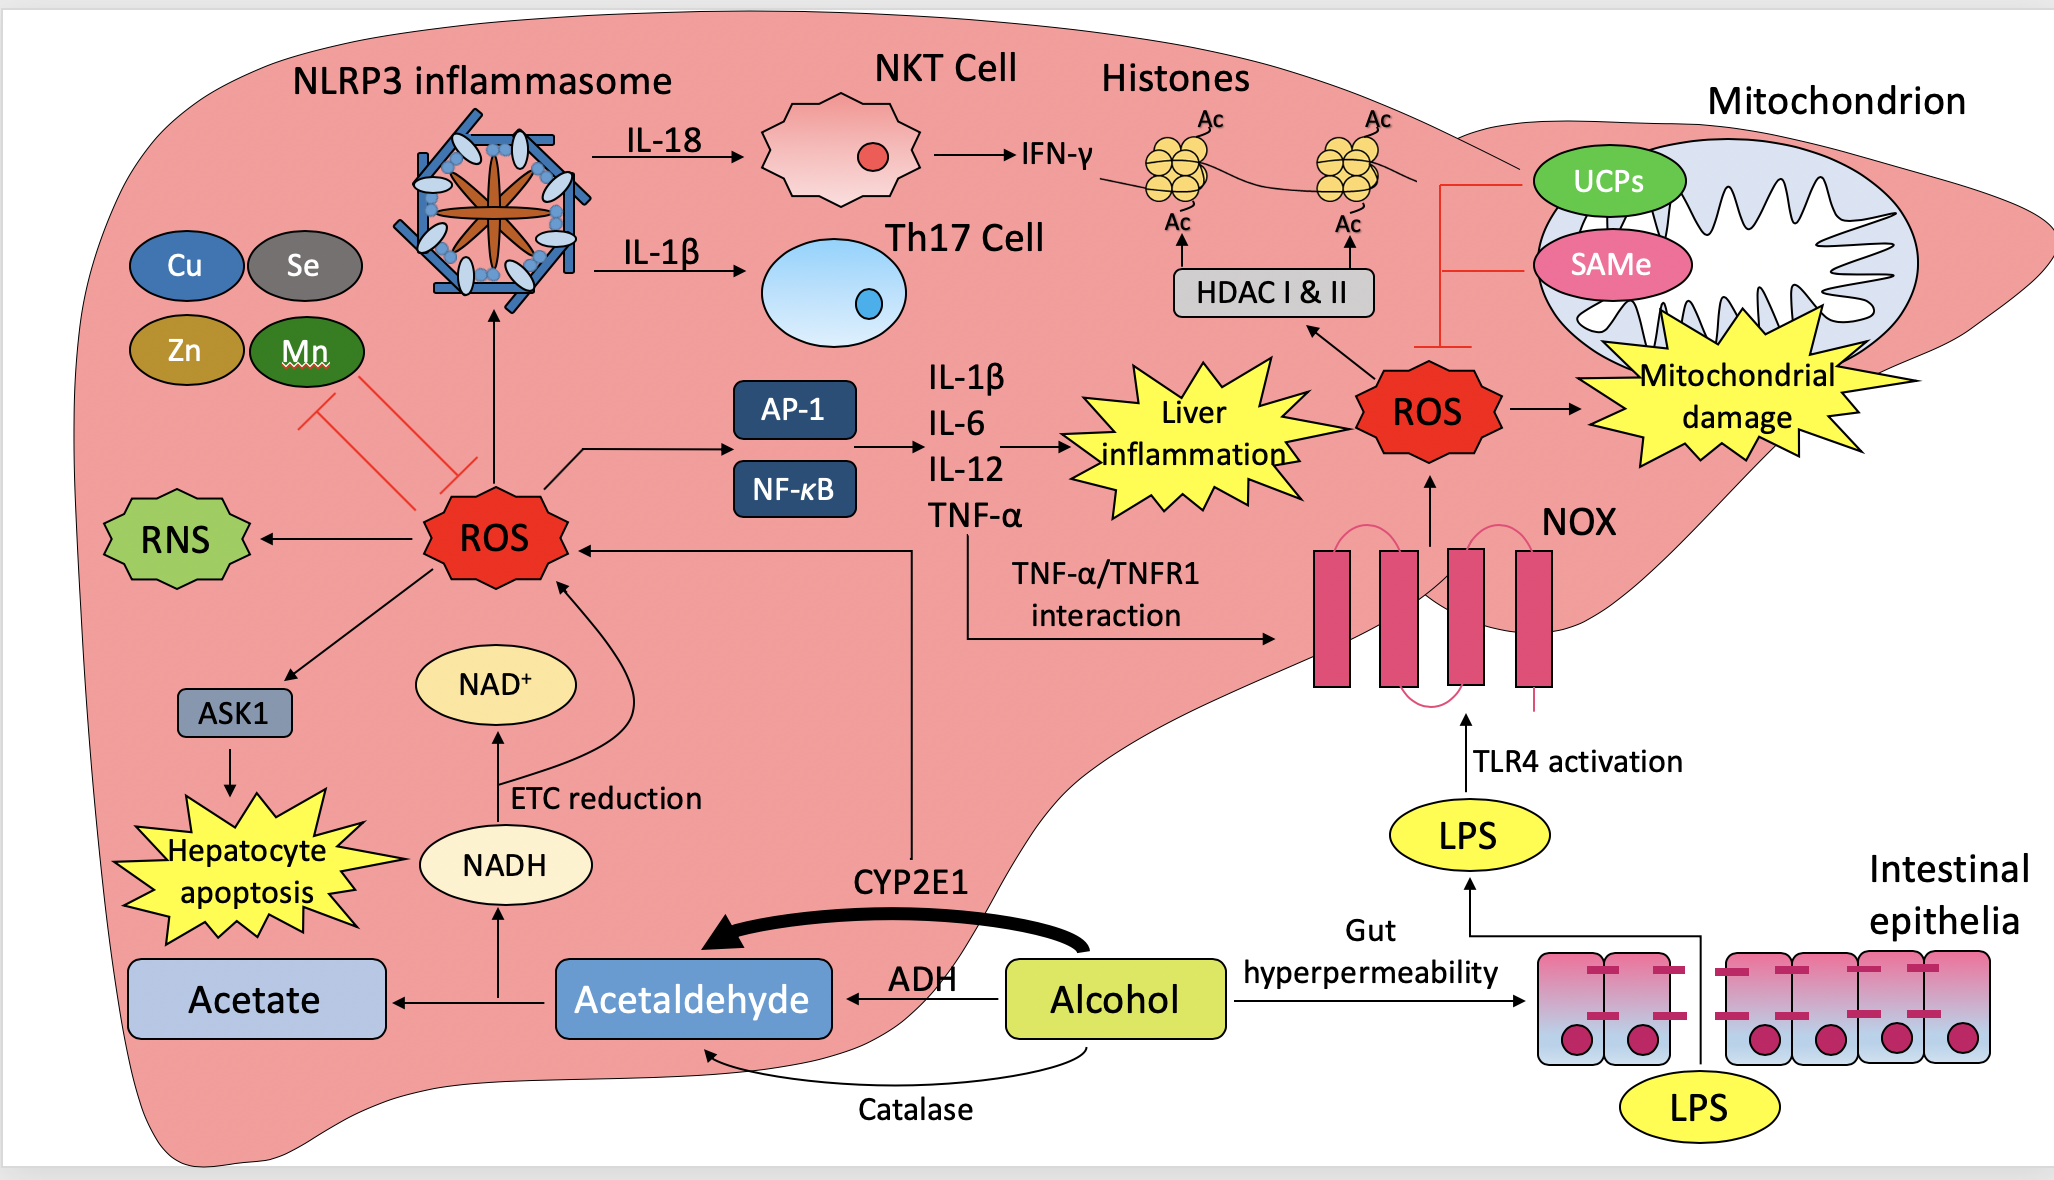 NLRP3 inflammasome
NKT Cell
Histones
Mitochondrion
IL-18
IFN-γ
Ac
Ac
Ac
Ac
UCPs
SAMe
IL-1β
Th17 Cell
HDAC I & II
Cu
Se
Zn
Mn
AP-1
NF-κB
IL-1β
IL-6
IL-12
TNF-α
Liver
inflammation
ROS
Mitochondrial
damage
RNS
ROS
NOX
TNF-α/TNFR1
interaction
ASK1
NAD⁺
ETC reduction
TLR4 activation
Hepatocyte
apoptosis
NADH
CYP2E1
LPS
Intestinal
epithelia
Gut
hyperpermeability
Acetate
Acetaldehyde
ADH
Alcohol
Catalase
LPS